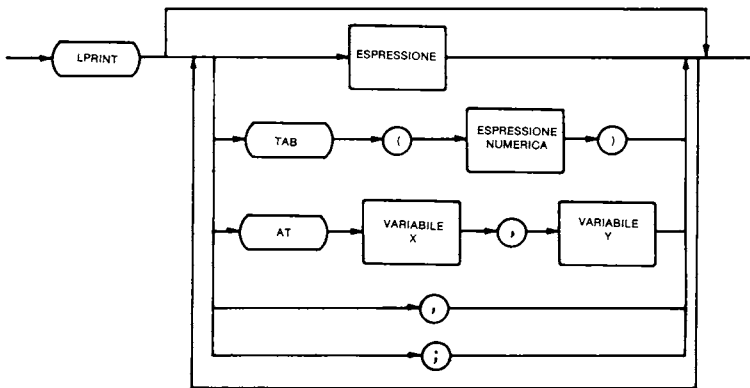 LPRINT
ESPRESSIONE
TAB ( ESPRESSIONE NUMERICA )
AT VARIABILE X , VARIABILE Y
,
;